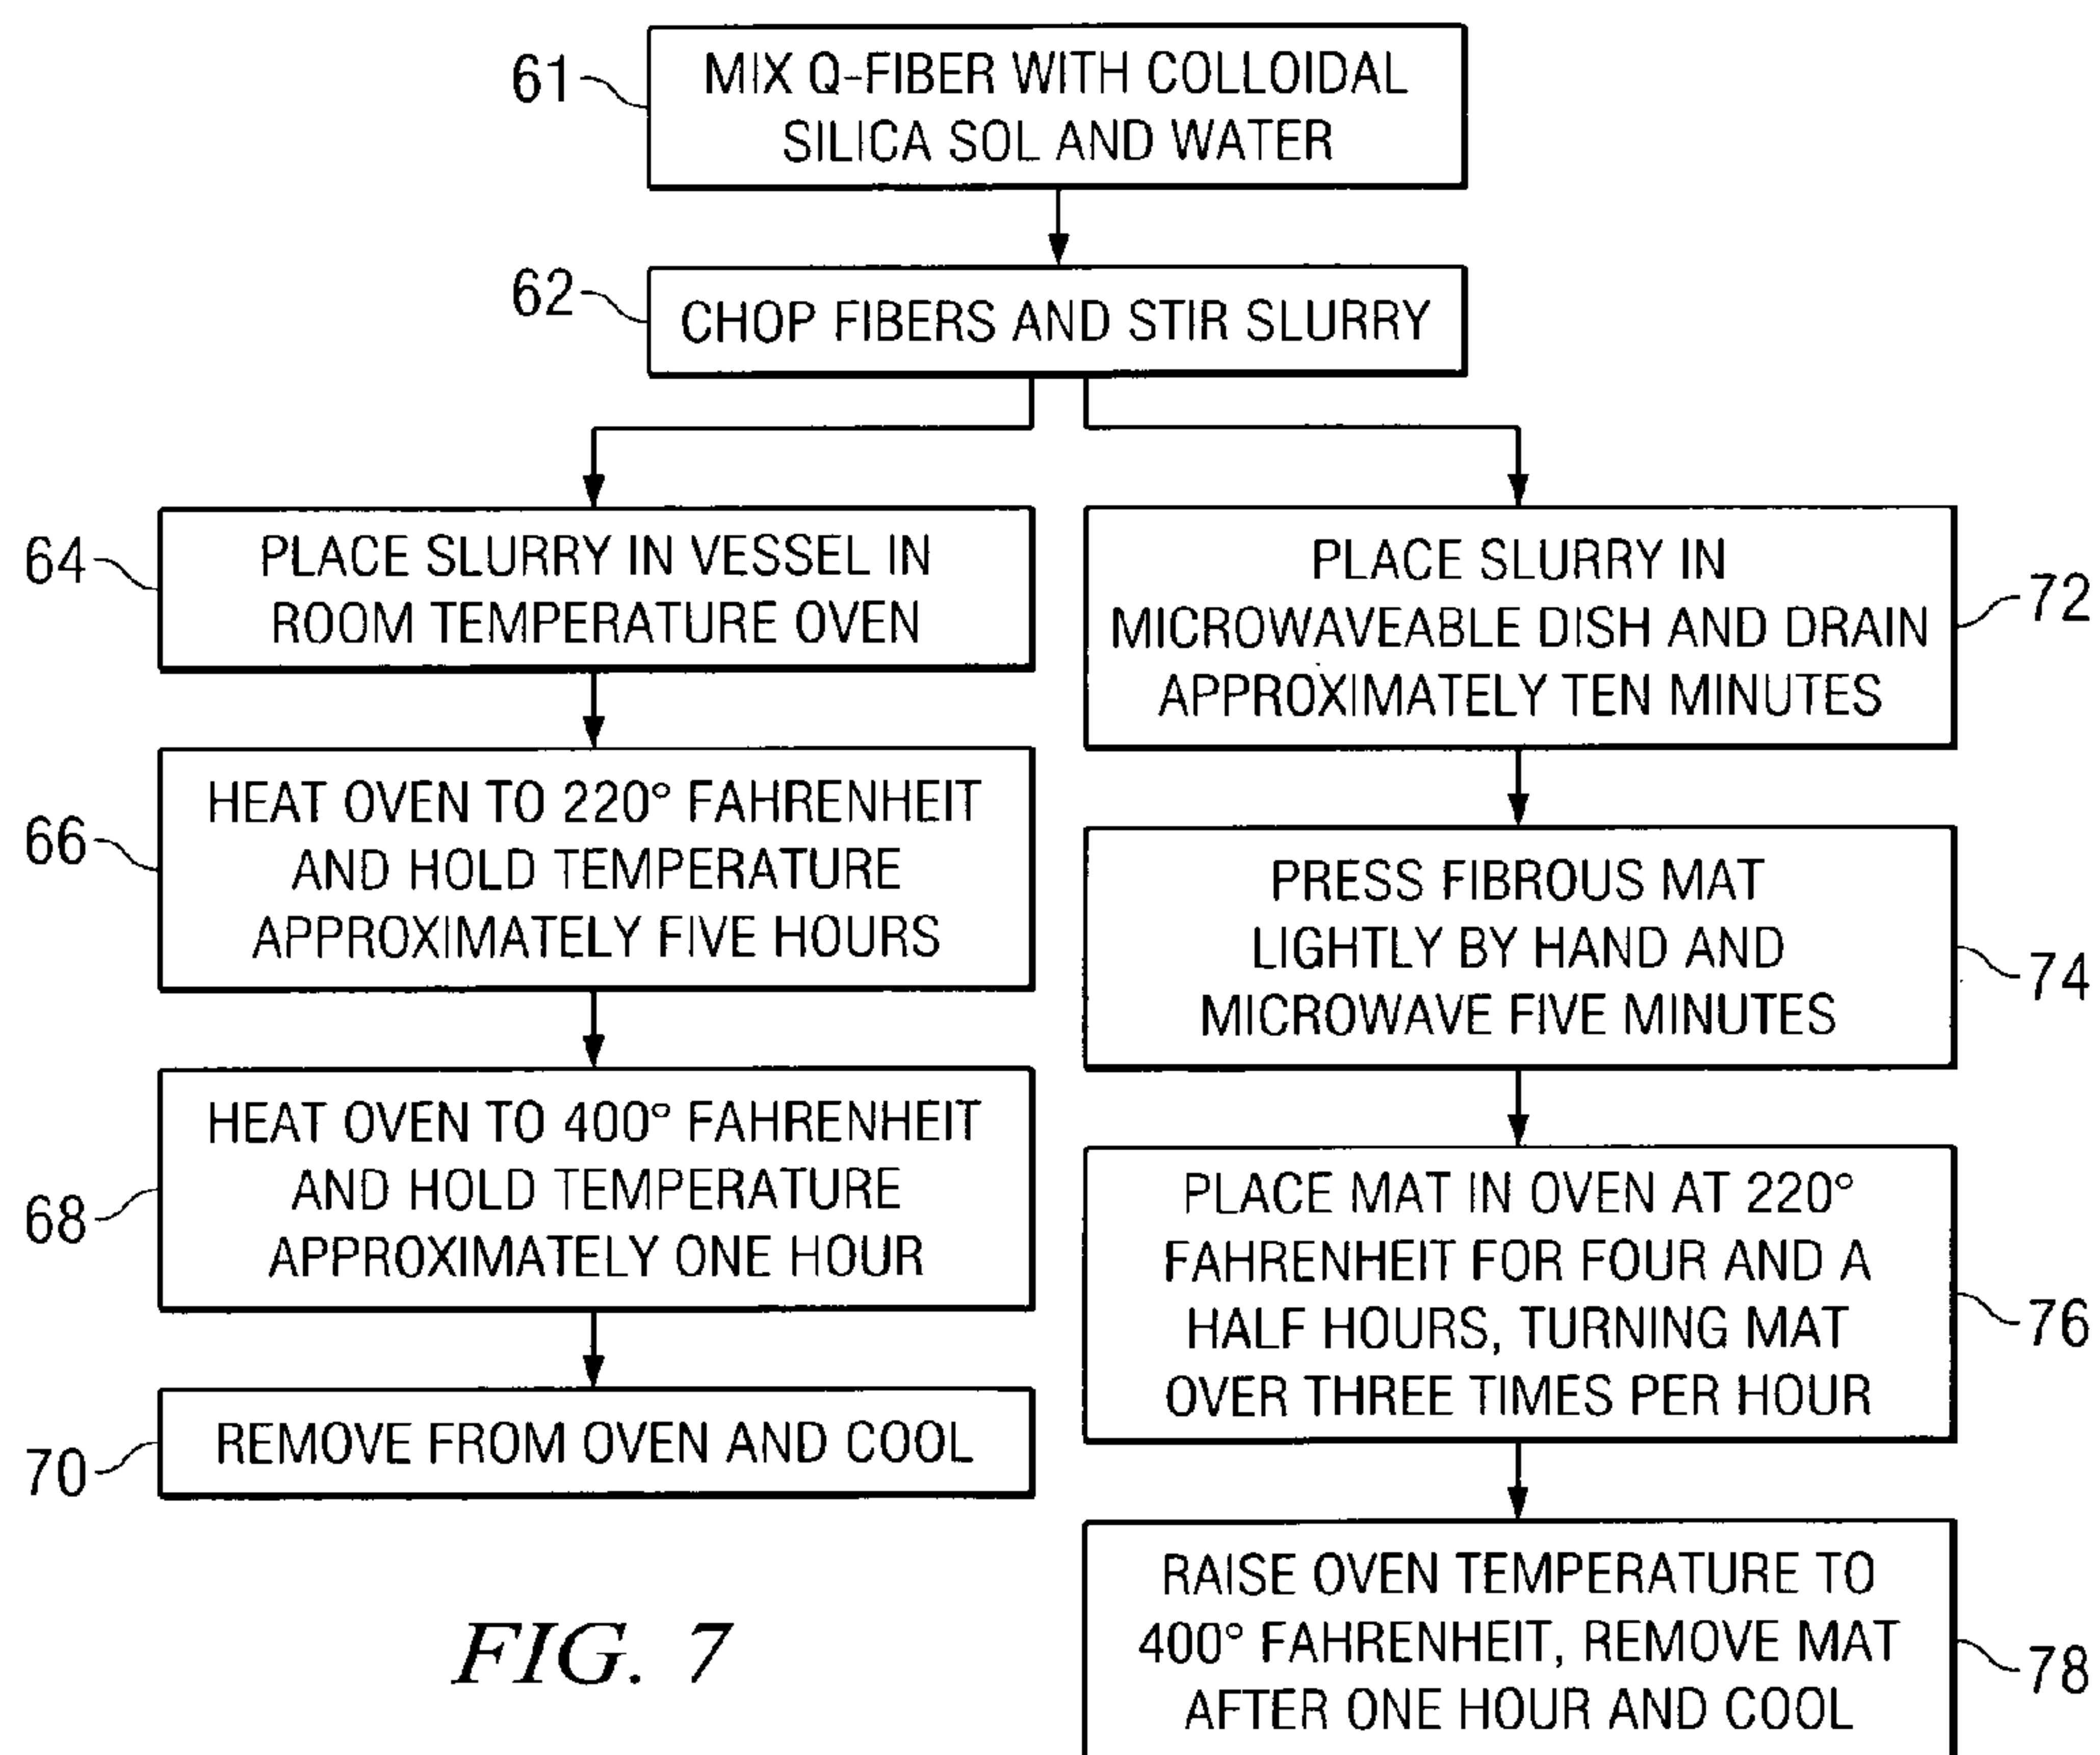 61
MIX Q-FIBER WITH COLLOIDAL
SILICA SOL AND WATER
62
CHOP FIBERS AND STIR SLURRY
64
PLACE SLURRY IN VESSEL IN
ROOM TEMPERATURE OVEN
66
HEAT OVEN TO 220° FAHRENHEIT
AND HOLD TEMPERATURE
APPROXIMATELY FIVE HOURS
68
HEAT OVEN TO 400° FAHRENHEIT
AND HOLD TEMPERATURE
APPROXIMATELY ONE HOUR
70
REMOVE FROM OVEN AND COOL
PLACE SLURRY IN
MICROWAVEABLE DISH AND DRAIN
APPROXIMATELY TEN MINUTES
72
PRESS FIBROUS MAT
LIGHTLY BY HAND AND
MICROWAVE FIVE MINUTES
74
PLACE MAT IN OVEN AT 220°
FAHRENHEIT FOR FOUR AND A
HALF HOURS, TURNING MAT
OVER THREE TIMES PER HOUR
76
RAISE OVEN TEMPERATURE TO
400° FAHRENHEIT, REMOVE MAT
AFTER ONE HOUR AND COOL
78
FIG. 7